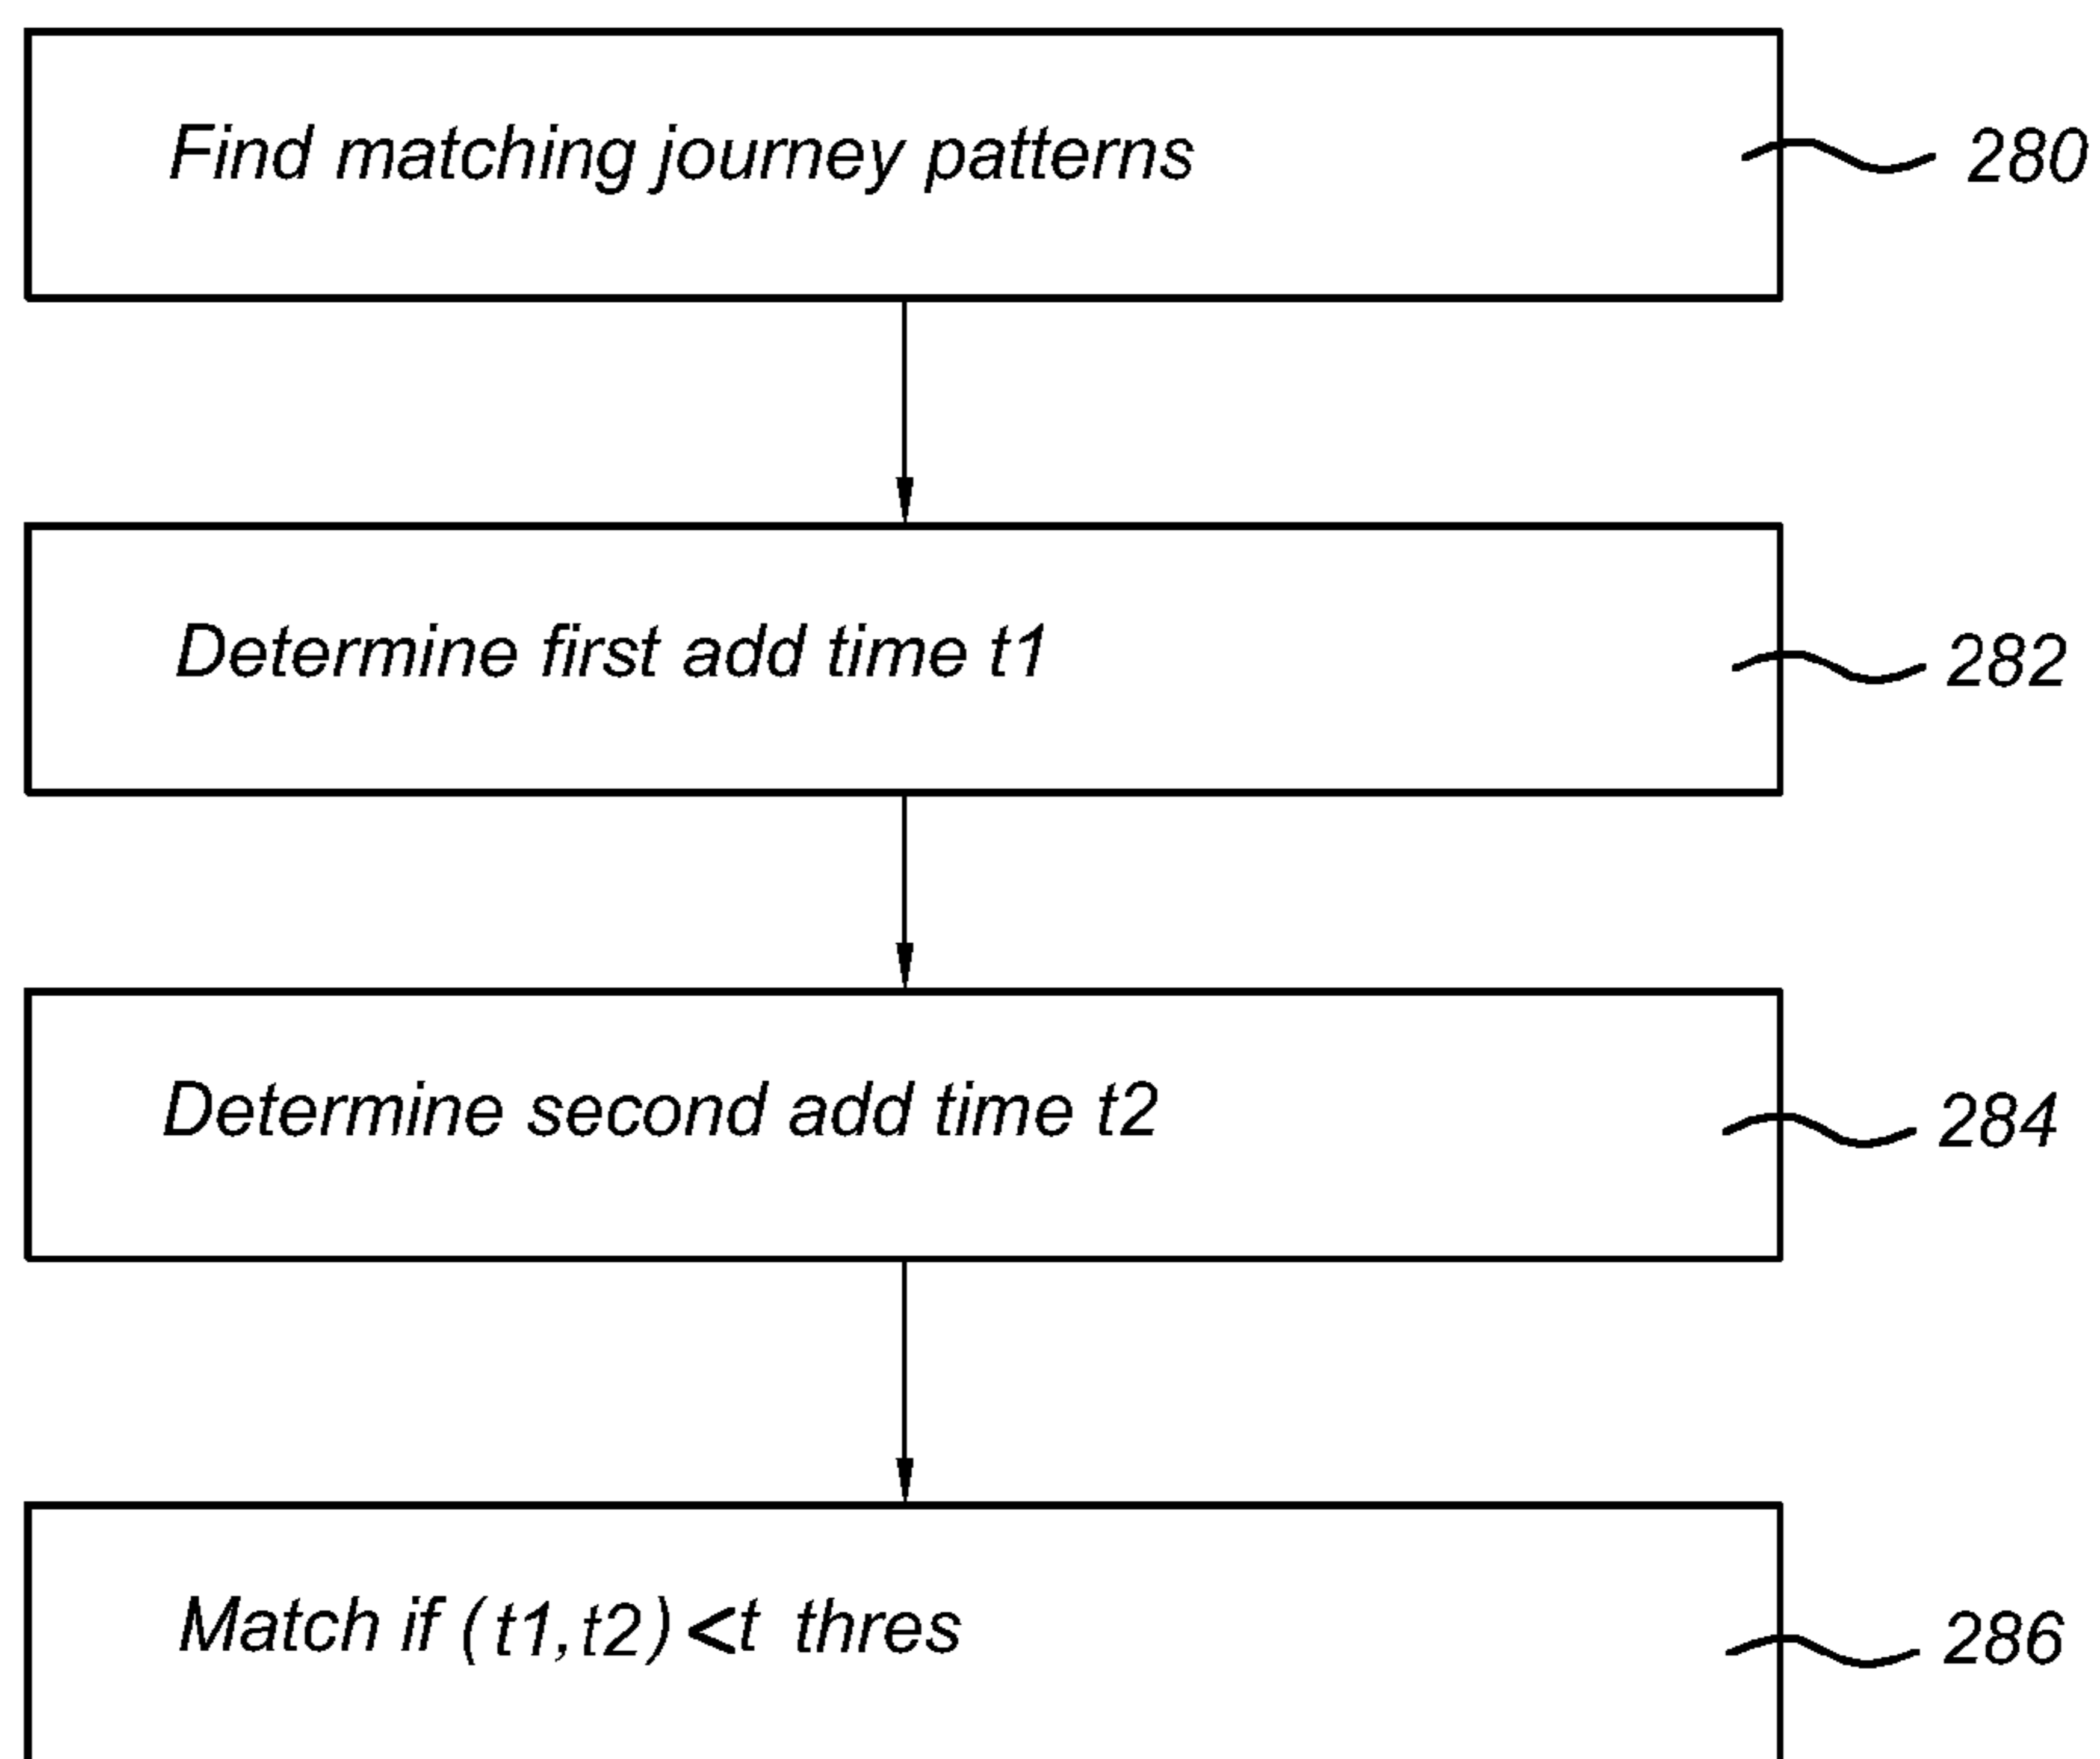 Find matching journey patterns
280
Determine first add time t1
282
Determine second add time t2
284
Match if (t1,t2)<t thres
286